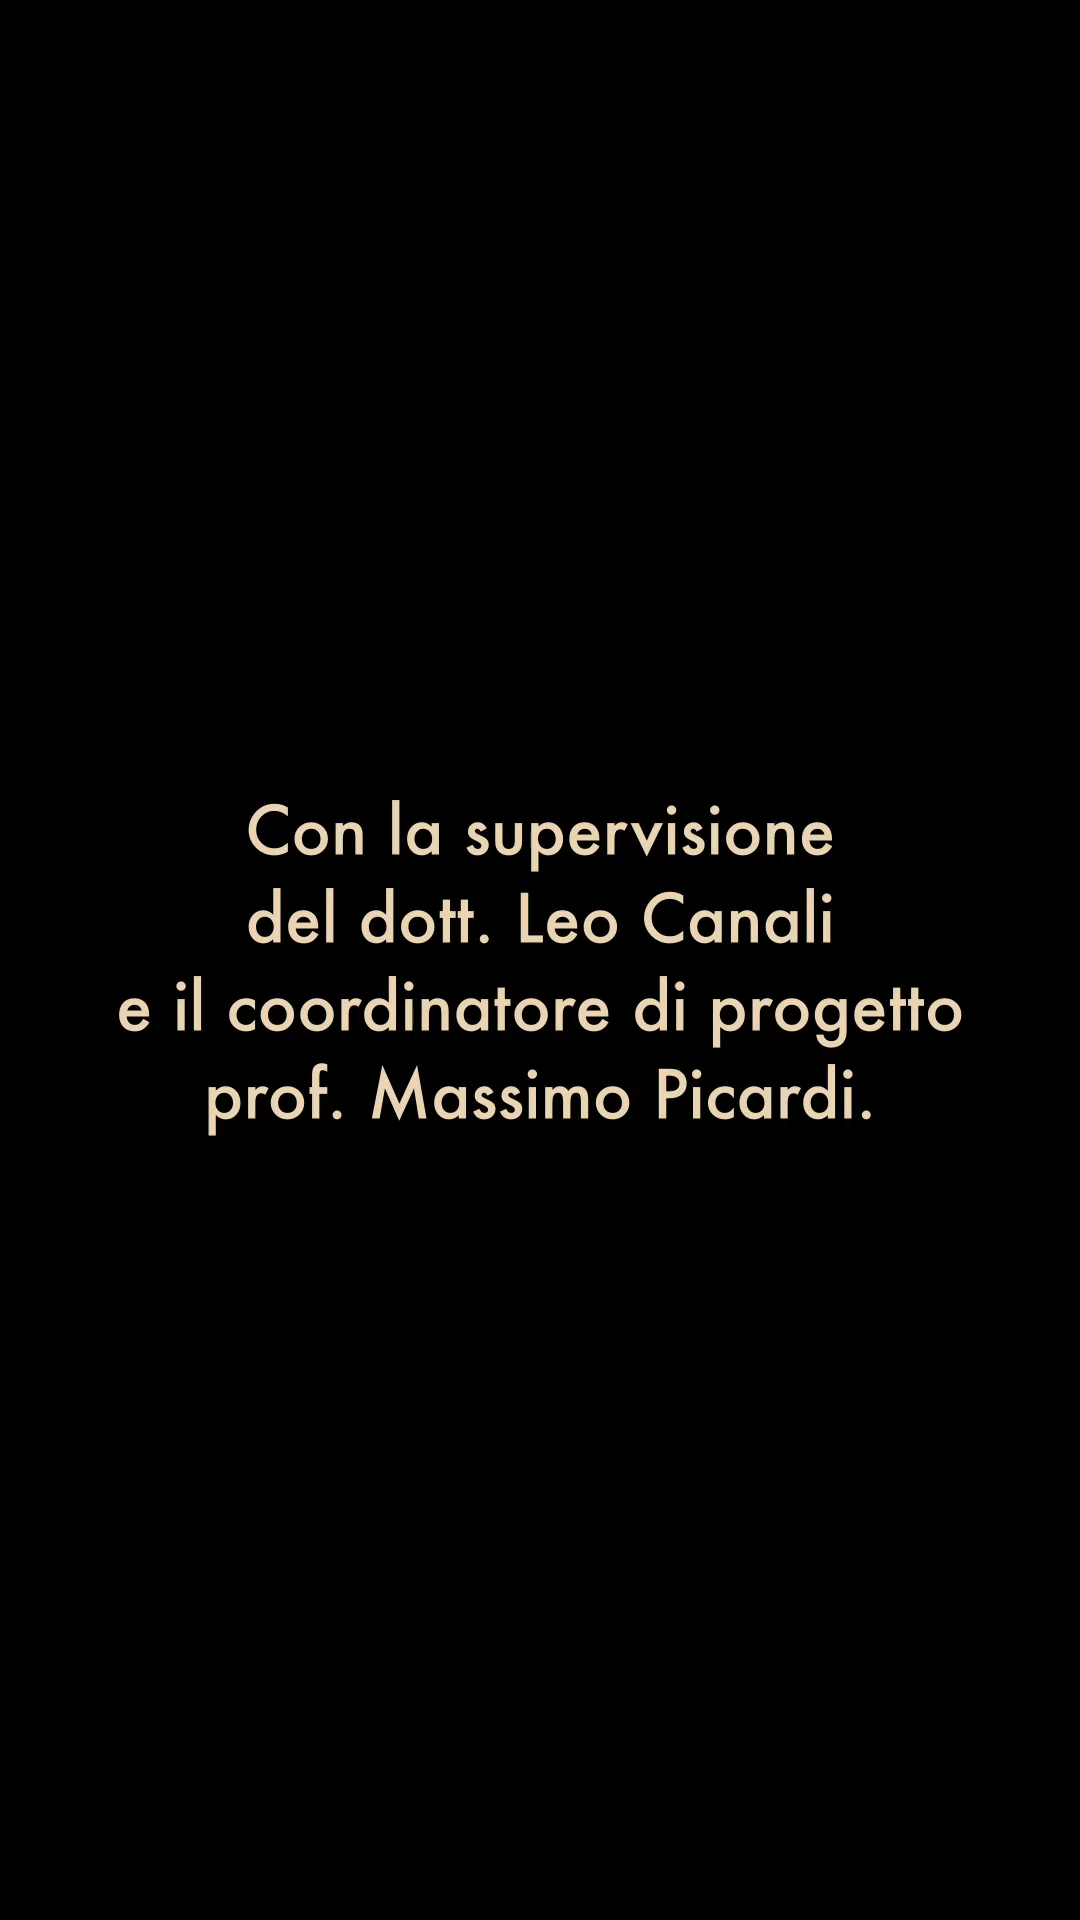 Con la supervisione
del dott. Leo Canali
e il coordinatore di progetto
prof. Massimo Picardi.